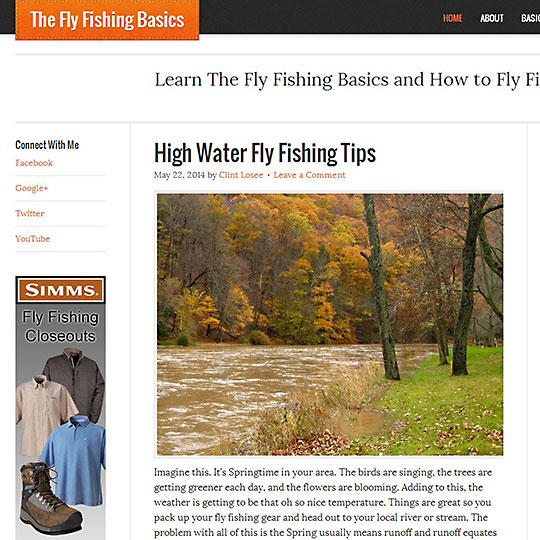 The Fly Fishing Basics
HOME ABOUT BASI
Learn The Fly Fishing Basics and How to Fly Fi
Connect With Me
Facebook
Google+
Twitter
YouTube
SIMMS.
Fly Fishing
Closeouts
High Water Fly Fishing Tips
May 22, 2014 by Clint Losee • Leave a Comment
Imagine this. It's Springtime in your area. The birds are singing, the trees are
getting greener each day, and the flowers are blooming. Adding to this, the
weather is getting to be that oh so nice temperature. Things are great so you
pack up your fly fishing gear and head out to your local river or stream. The
problem with all of this is the Spring usually means runoff and runoff equates